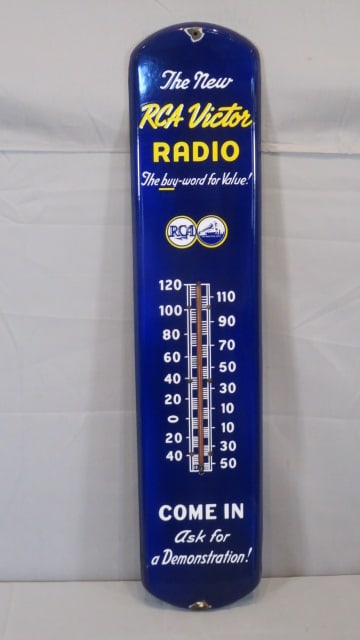 The New
RCA Victor
RADIO
The buy-word for Value!
RCA
120
110
100
90
80
70
60
50
40
30
20
10
0
10
20
30
40
50
COME IN
Ask for
a Demonstration!